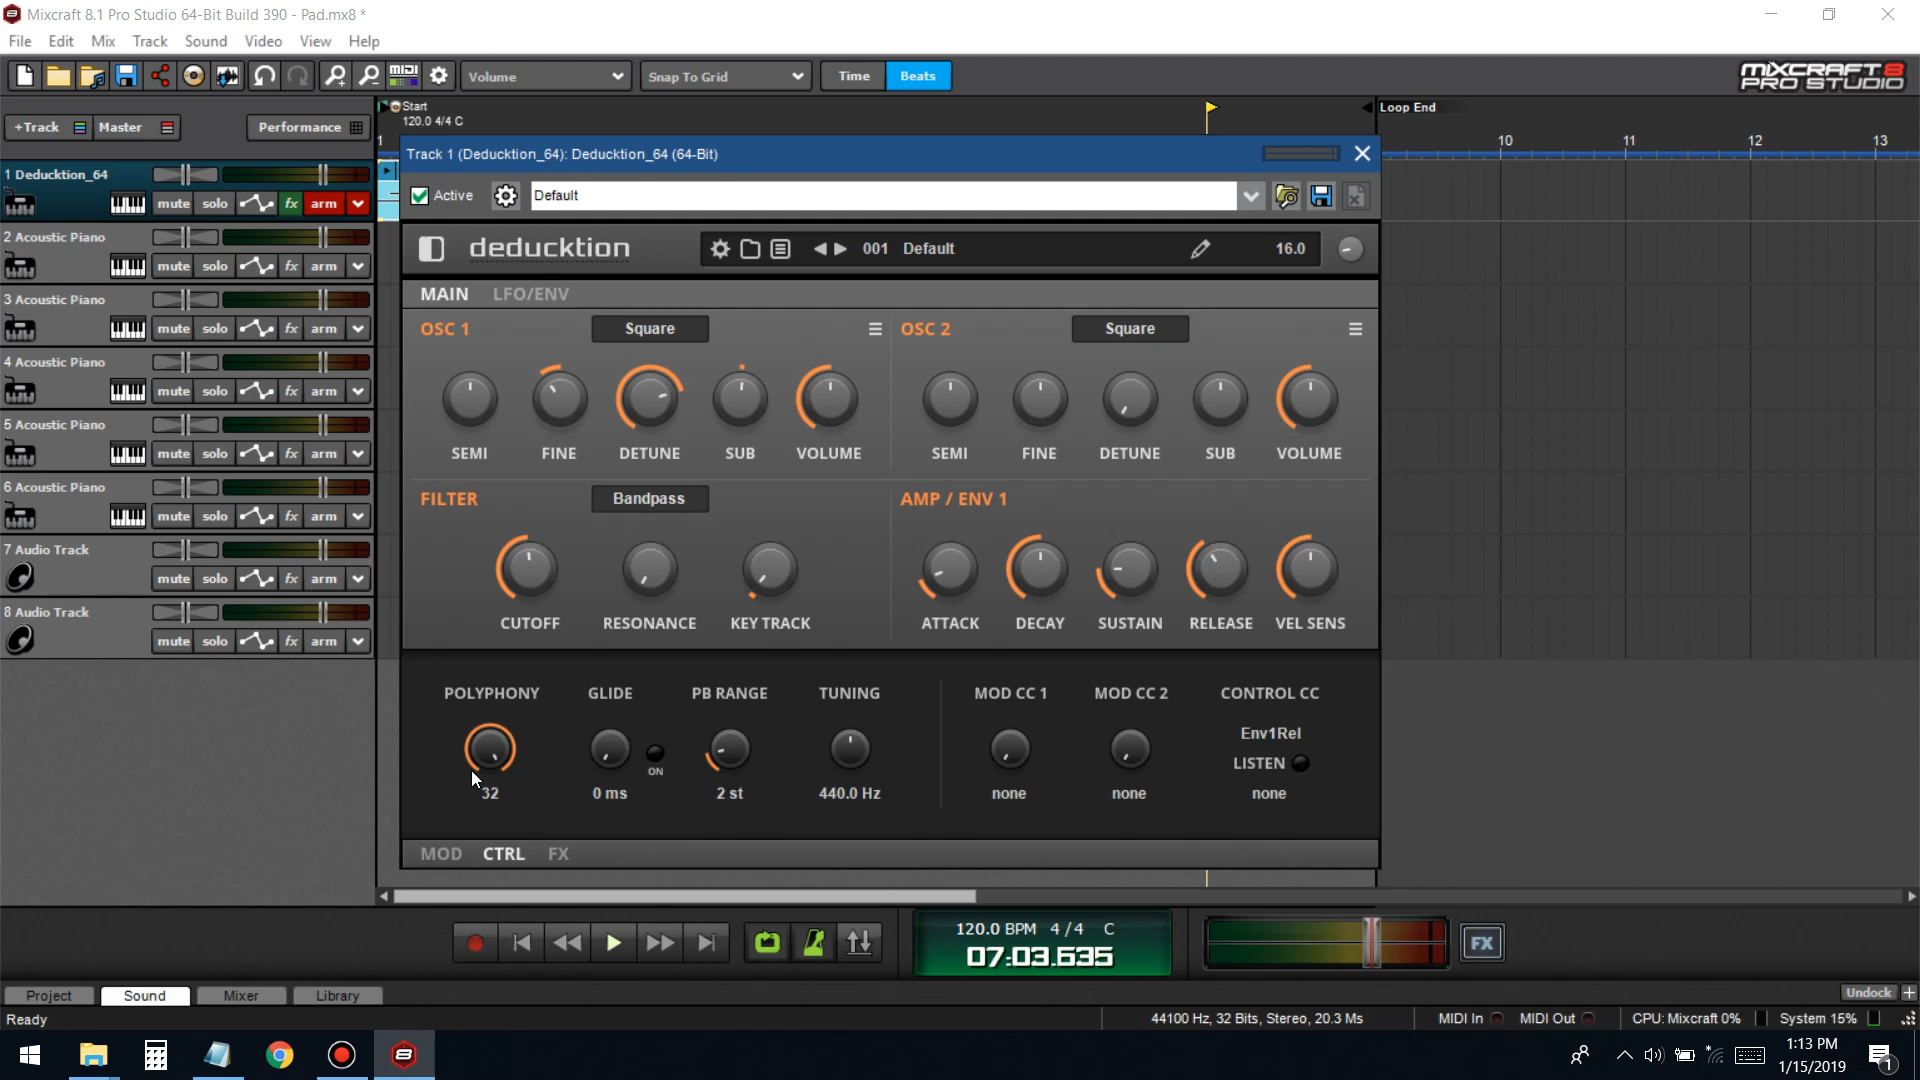 Mixcraft 8.1 Pro Studio 64-Bit Build 390 - Pad.mx8 *
File Edit Mix Track Sound Video View Help
MIDI
Volume
Snap To Grid
Time Beats
MIXCRAFT 8
PRO STUDIO
+Track Master Performance
Start
120.0 4/4 C
Loop End
1 10 11 12 13
Track 1 (Deducktion_64): Deducktion_64 (64-Bit)
Active
Default
deducktion
001 Default
16.0
MAIN LFO/ENV
OSC 1 Square
OSC 2 Square
SEMI FINE DETUNE SUB VOLUME
SEMI FINE DETUNE SUB VOLUME
FILTER Bandpass
AMP / ENV 1
CUTOFF RESONANCE KEY TRACK
ATTACK DECAY SUSTAIN RELEASE VEL SENS
POLYPHONY GLIDE PB RANGE TUNING MOD CC 1 MOD CC 2 CONTROL CC
Env1Rel
LISTEN
ON
32 0 ms 2 st 440.0 Hz none none none
MOD CTRL FX
1 Deducktion_64
mute solo fx arm
2 Acoustic Piano
mute solo fx arm
3 Acoustic Piano
mute solo fx arm
4 Acoustic Piano
mute solo fx arm
5 Acoustic Piano
mute solo fx arm
6 Acoustic Piano
mute solo fx arm
7 Audio Track
mute solo fx arm
8 Audio Track
mute solo fx arm
120.0 BPM 4/4 C
07:03.635
FX
Project Sound Mixer Library
Undock +
Ready
44100 Hz, 32 Bits, Stereo, 20.3 Ms
MIDI In MIDI Out
CPU: Mixcraft 0% System 15%
8
1:13 PM
1/15/2019
1